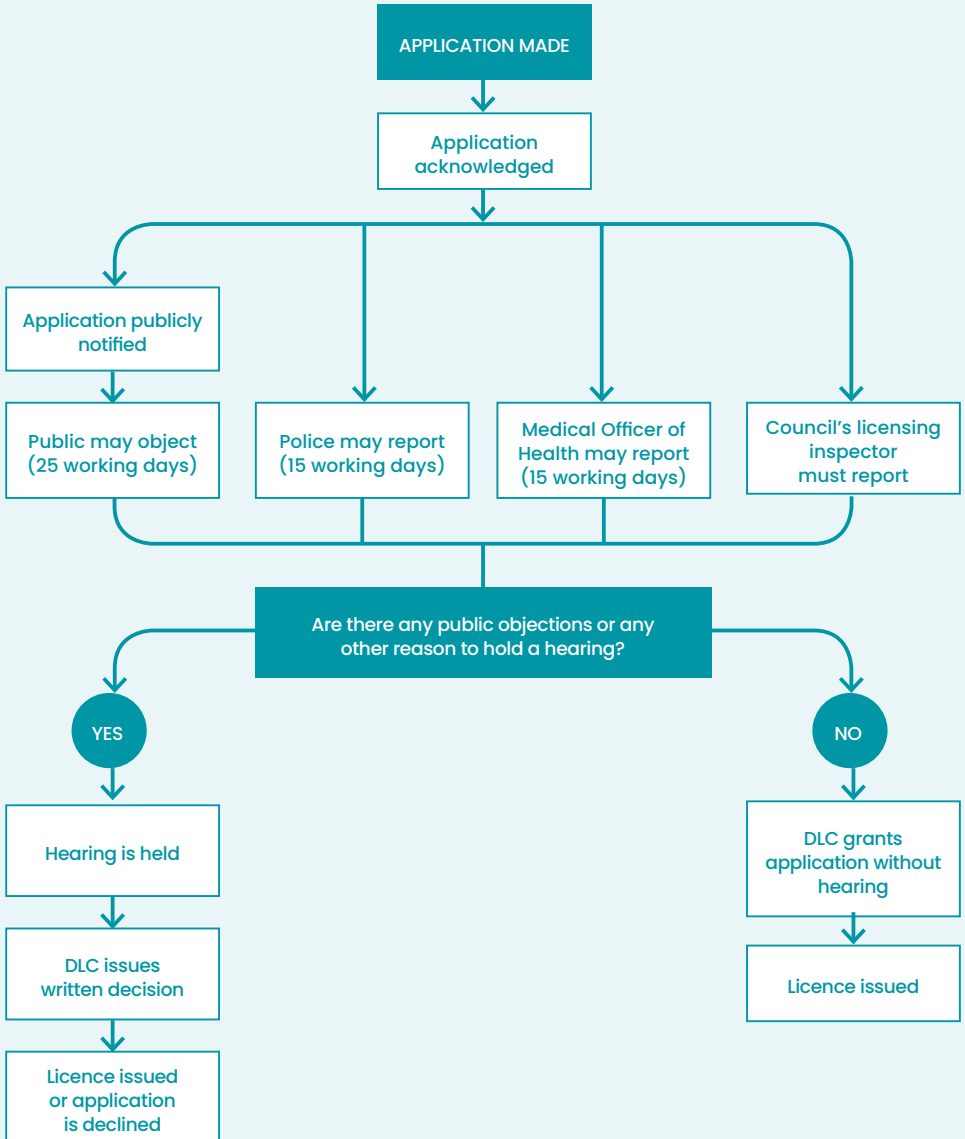 APPLICATION MADE
Application
acknowledged
Application publicly
notified
Public may object
(25 working days)
Police may report
(15 working days)
Medical Officer of
Health may report
(15 working days)
Council’s licensing
inspector
must report
Are there any public objections or any
other reason to hold a hearing?
YES
NO
Hearing is held
DLC issues
written decision
Licence issued
or application
is declined
DLC grants
application without
hearing
Licence issued